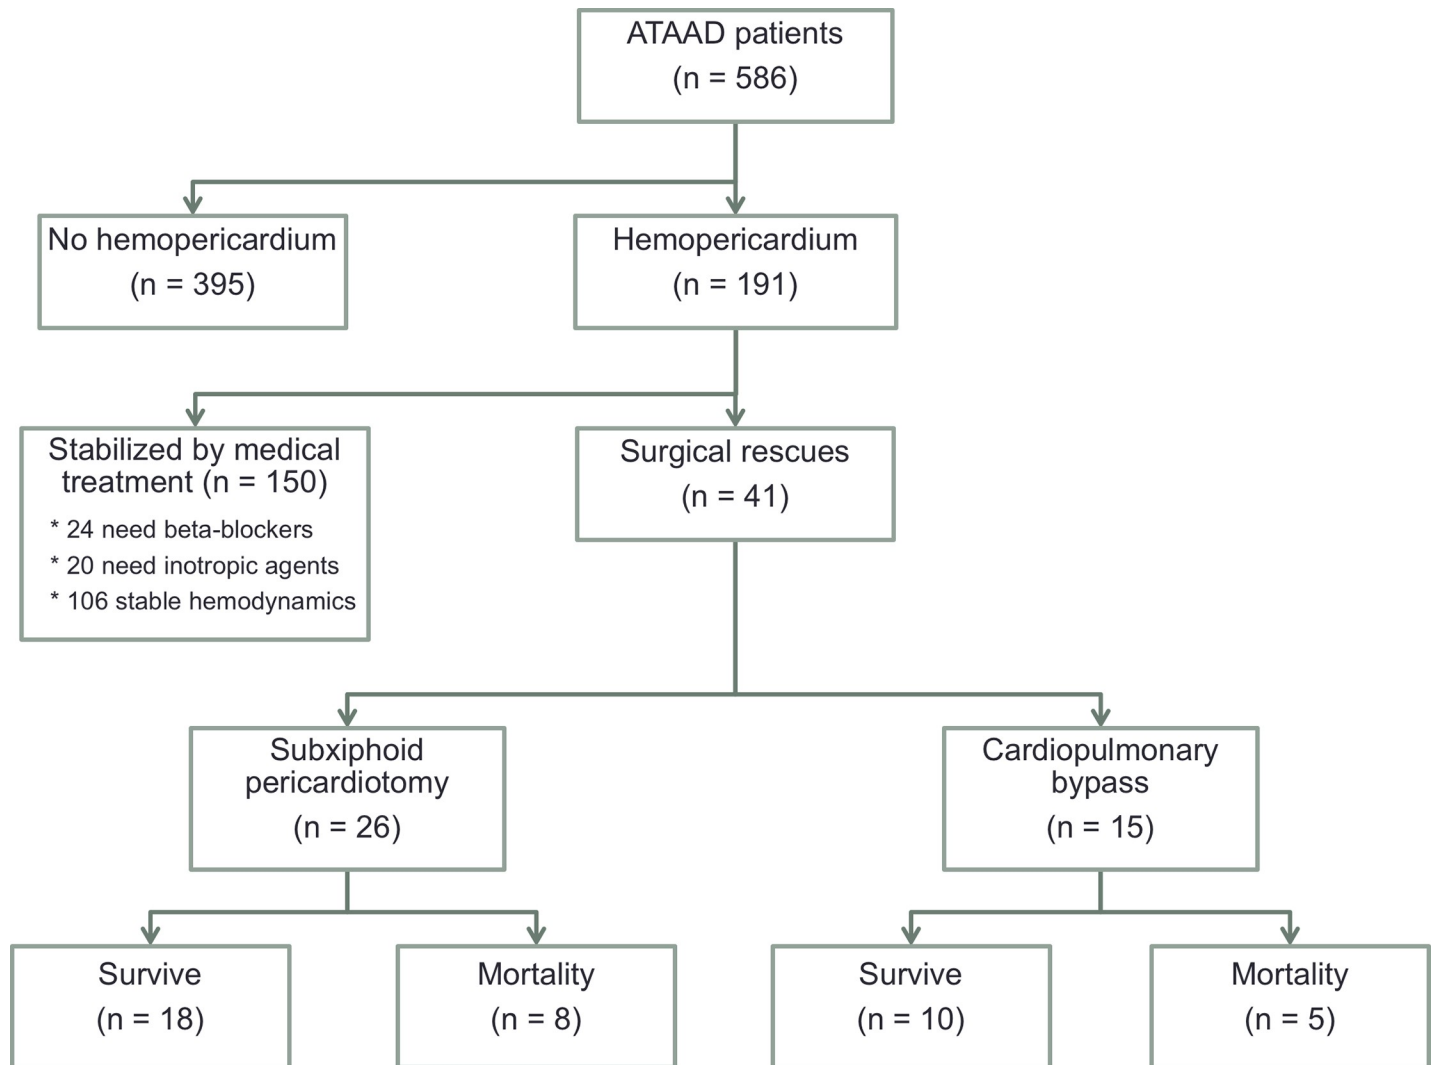 ATAAD patients
(n = 586)
No hemopericardium
(n = 395)
Hemopericardium
(n = 191)
Stabilized by medical
treatment (n = 150)
* 24 need beta-blockers
* 20 need inotropic agents
* 106 stable hemodynamics
Surgical rescues
(n = 41)
Subxiphoid
pericardiotomy
(n = 26)
Cardiopulmonary
bypass
(n = 15)
Survive
(n = 18)
Mortality
(n = 8)
Survive
(n = 10)
Mortality
(n = 5)